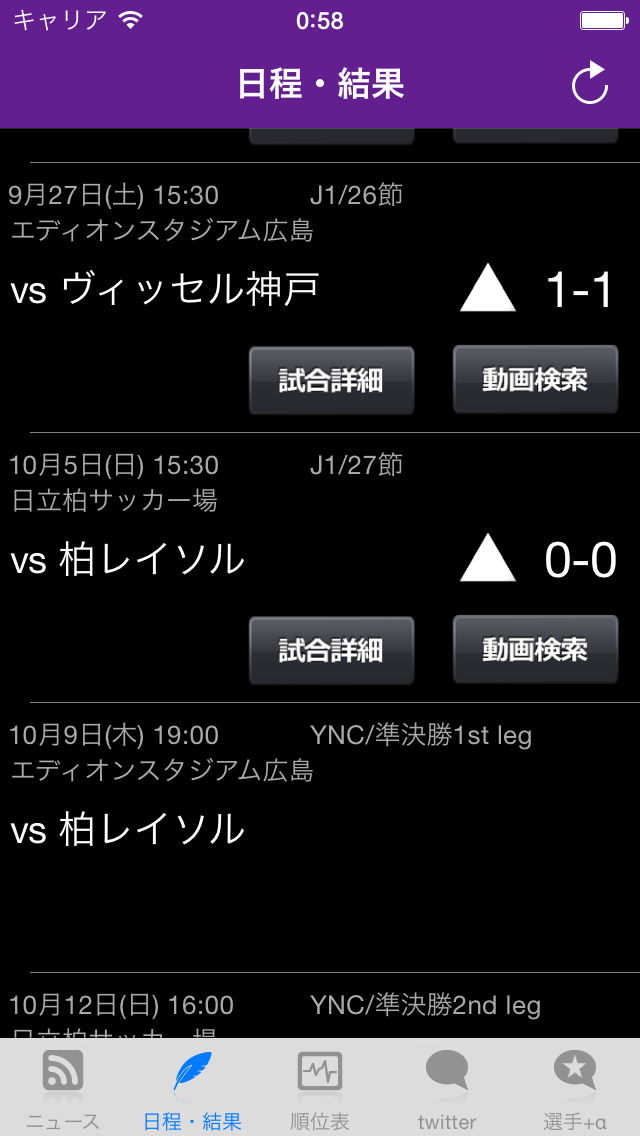 キャリア 0:58
日程・結果
9月27日(土) 15:30 J1/26節
エディオンスタジアム広島
vs ヴィッセル神戸 ▲ 1-1
試合詳細 動画検索
10月5日(日) 15:30 J1/27節
日立柏サッカー場
vs 柏レイソル ▲ 0-0
試合詳細 動画検索
10月9日(木) 19:00 YNC/準決勝1st leg
エディオンスタジアム広島
vs 柏レイソル
10月12日(日) 16:00 YNC/準決勝2nd leg
日立柏サッカー場
ニュース 日程・結果 順位表 twitter 選手+α